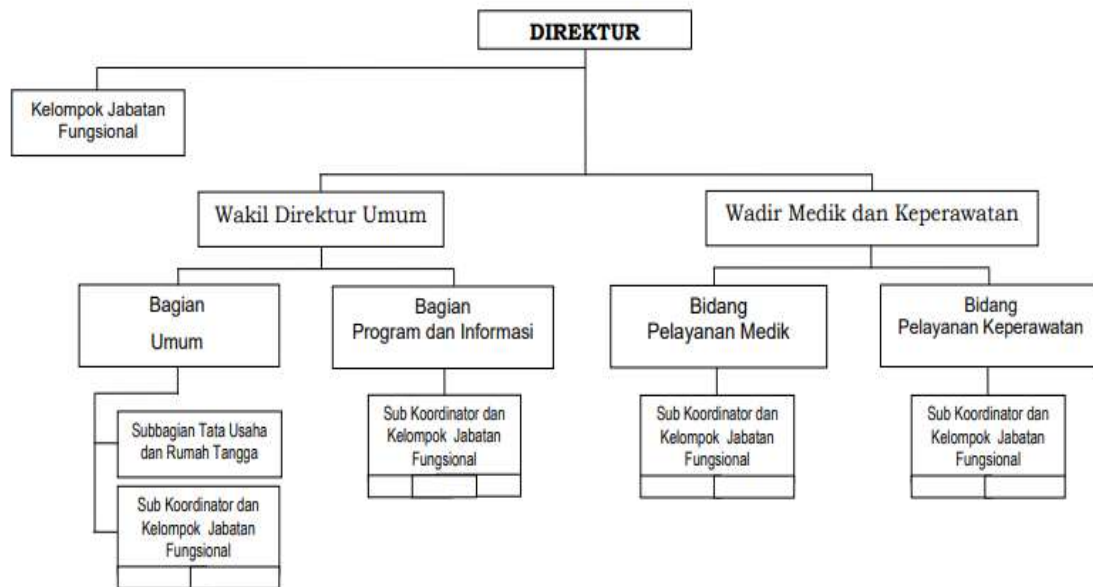 DIREKTUR
Kelompok Jabatan
Fungsional
Wakil Direktur Umum
Wadir Medik dan Keperawatan
Bagian
Umum
Bagian
Program dan Informasi
Bidang
Pelayanan Medik
Bidang
Pelayanan Keperawatan
Subbagian Tata Usaha
dan Rumah Tangga
Sub Koordinator dan
Kelompok Jabatan
Fungsional
Sub Koordinator dan
Kelompok Jabatan
Fungsional
Sub Koordinator dan
Kelompok Jabatan
Fungsional
Sub Koordinator dan
Kelompok Jabatan
Fungsional